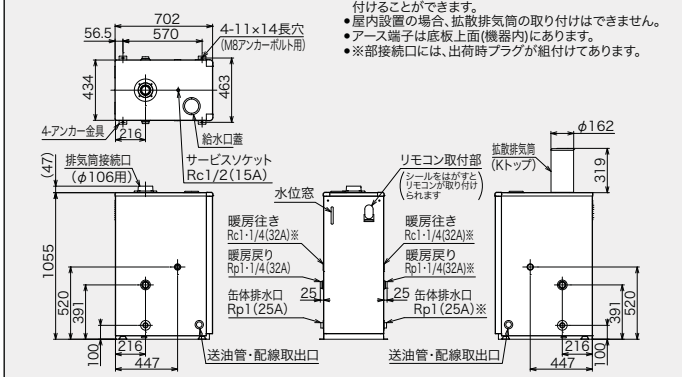 付けることができます。
●屋内設置の場合、拡散排気筒の取り付けはできません。
●アース端子は底板上面(機器内)にあります。
●※部接続口には、出荷時プラグが組付けてあります。
702
56.5
570
4-11×14長穴
(M8アンカーボルト用)
434
463
4-アンカー金具
216
給水口蓋
サービスソケット
Rc1/2(15A)
排気筒接続口
(φ106用)
(47)
1055
520
391
100
216
447
送油管・配線取出口
水位窓
リモコン取付部
(シールをはがすと
リモコンが取り付け
られます)
暖房往き
Rc1・1/4(32A)※
暖房戻り
Rp1・1/4(32A)
缶体排水口
Rp1(25A)
25
25
暖房往き
Rc1・1/4(32A)※
暖房戻り
Rp1・1/4(32A)※
缶体排水口
Rp1(25A)※
φ162
拡散排気筒
(Kトップ)
319
520
391
100
216
447
送油管・配線取出口